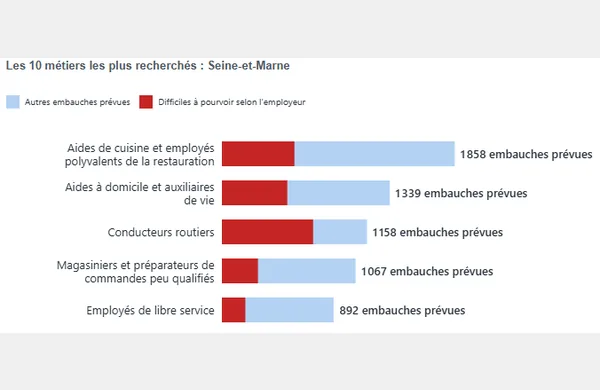 Les 10 métiers les plus recherchés : Seine-et-Marne
Autres embauches prévues
Difficiles à pourvoir selon l'employeur
Aides de cuisine et employés
polyvalents de la restauration
1858 embauches prévues
Aides à domicile et auxiliaires
de vie
1339 embauches prévues
Conducteurs routiers
1158 embauches prévues
Magasiniers et préparateurs de
commandes peu qualifiés
1067 embauches prévues
Employés de libre service
892 embauches prévues